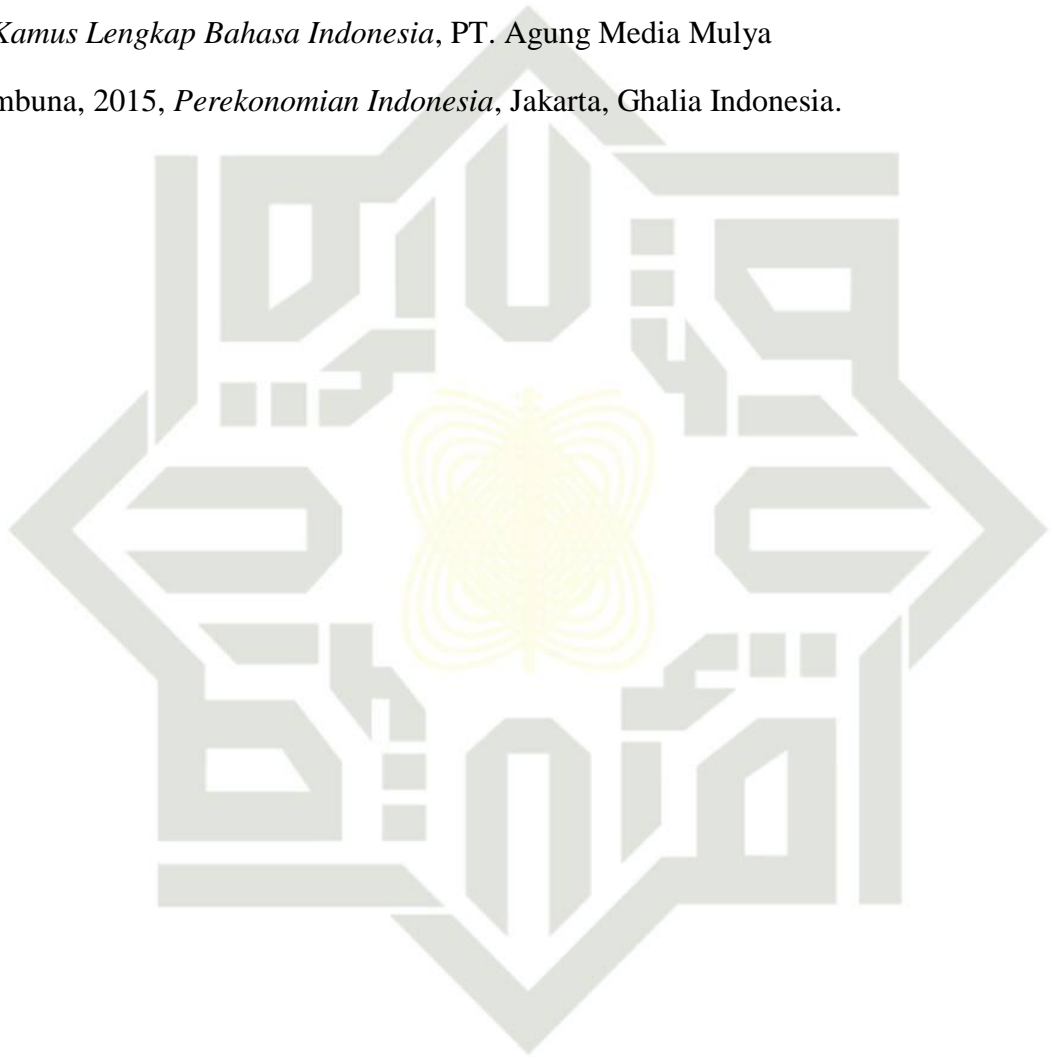 Kamus Lengkap Bahasa Indonesia, PT. Agung Media Mulya
mbuna, 2015, Perekonomian Indonesia, Jakarta, Ghalia Indonesia.